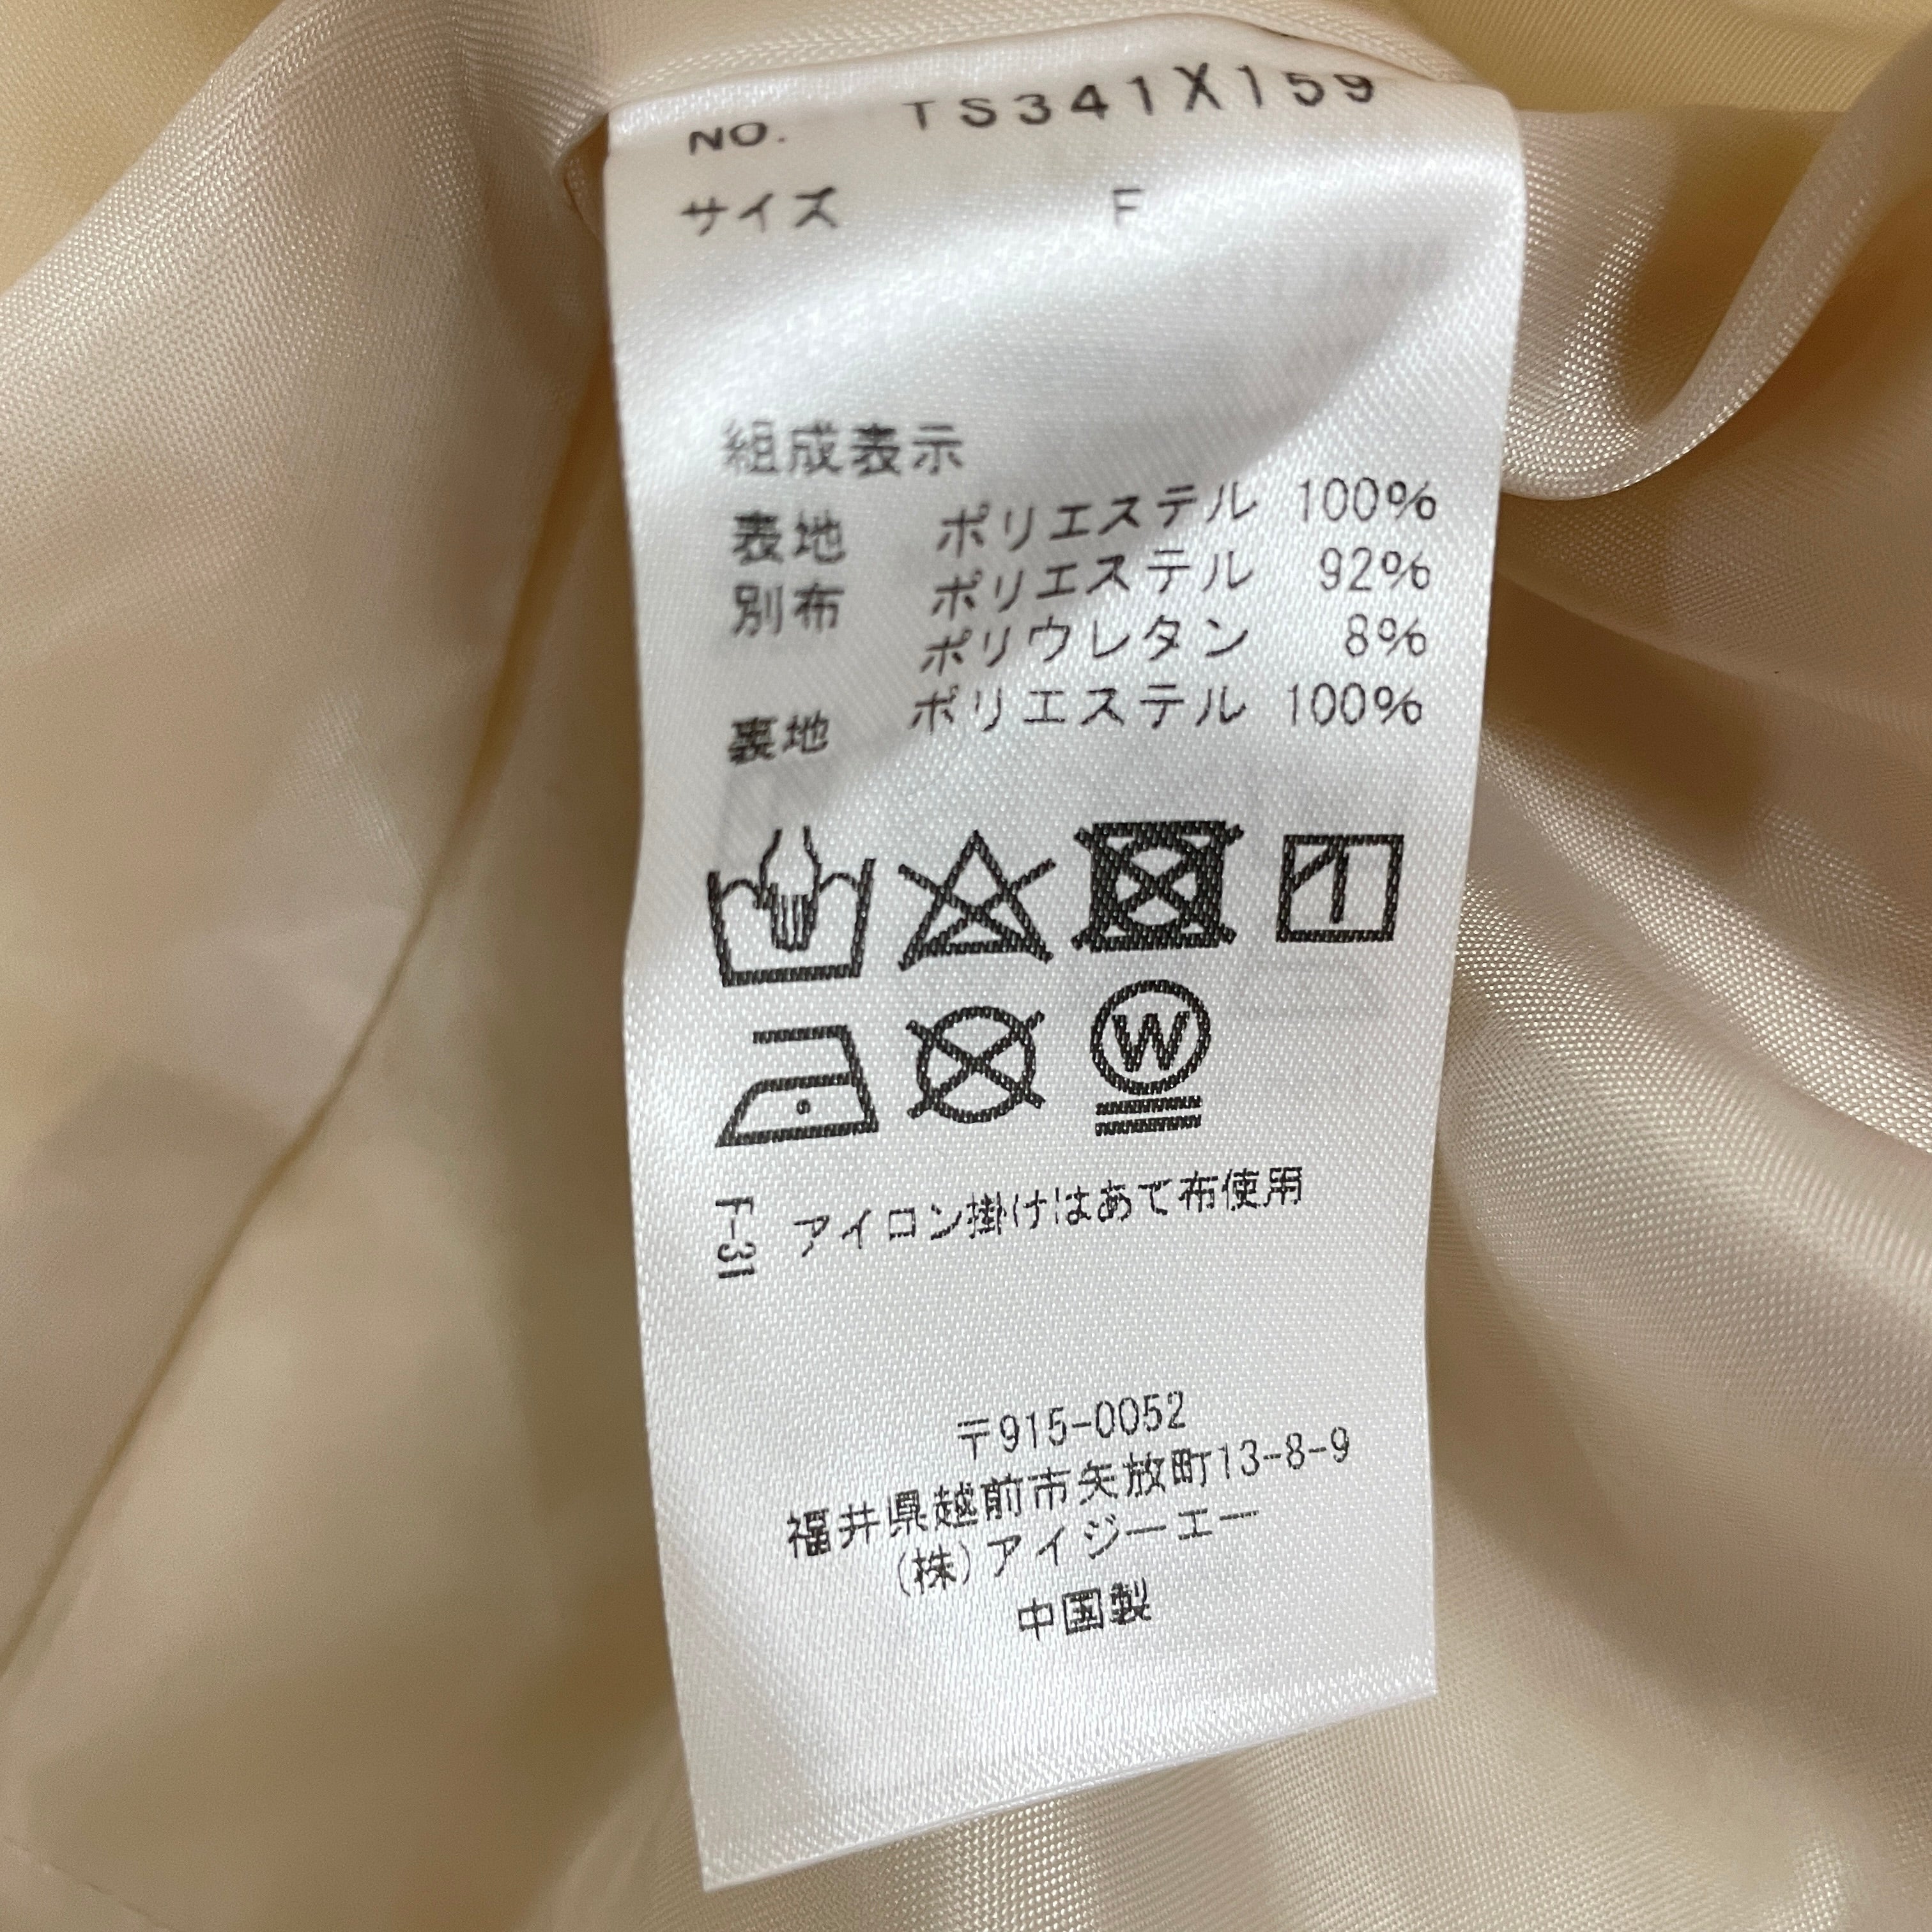 NO. TS341X159
サイズ F
組成表示
表地 ポリエステル 100%
別布 ポリエステル 92%
ポリウレタン 8%
裏地 ポリエステル 100%
W
F-31 アイロン掛けはあて布使用
〒915-0052
福井県越前市矢放町13-8-9
(株)アイジーエー
中国製